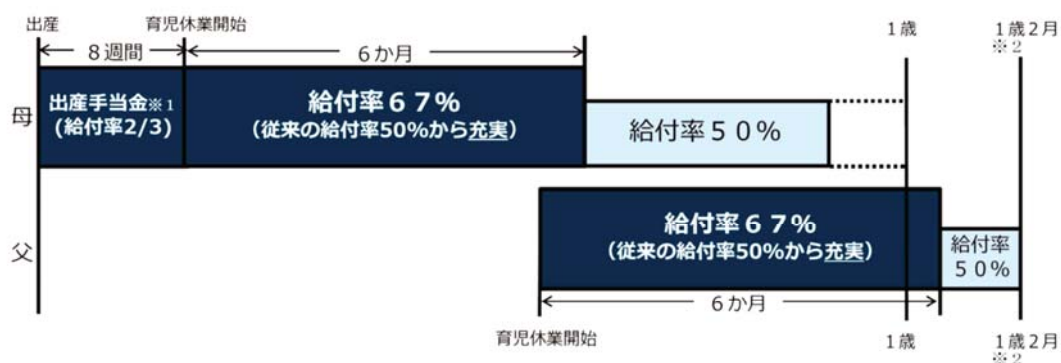 出産
育児休業開始
1歳
1歳2月
※2
8週間
6か月
母
出産手当金※1
(給付率2/3)
給付率67%
(従来の給付率50%から充実)
給付率50%
父
給付率67%
(従来の給付率50%から充実)
給付率
50%
6か月
育児休業開始
1歳
1歳2月
※2